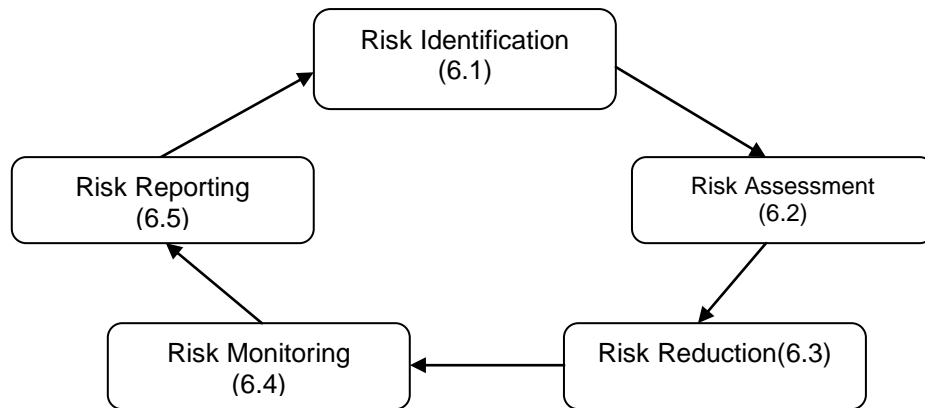 Risk Identification
(6.1)
Risk Reporting
(6.5)
Risk Assessment
(6.2)
Risk Monitoring
(6.4)
Risk Reduction(6.3)